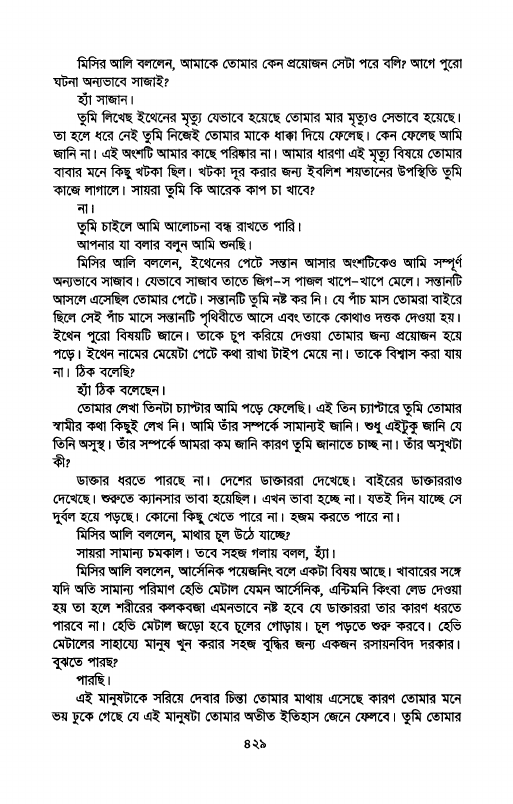 মিসির আলি বললেন, আমাকে তোমার কেন প্রয়োজন সেটা পরে বলি? আগে পুরো
ঘটনা অন্যভাবে সাজাই?
হ্যাঁ সাজান।
তুমি লিখেছ ইথেনের মৃত্যু যেভাবে হয়েছে তোমার মার মৃত্যুও সেভাবে হয়েছে।
তা হলে ধরে নেই তুমি নিজেই তোমার মাকে ধাক্কা দিয়ে ফেলেছ। কেন ফেলেছ আমি
জানি না। এই অংশটি আমার কাছে পরিষ্কার না। আমার ধারণা এই মৃত্যু বিষয়ে তোমার
বাবার মনে কিছু খটকা ছিল। খটকা দূর করার জন্য ইবলিশ শয়তানের উপস্থিতি তুমি
কাজে লাগালে। সায়রা তুমি কি আরেক কাপ চা খাবে?
না।
তুমি চাইলে আমি আলোচনা বন্ধ রাখতে পারি।
আপনার যা বলার বলুন আমি শুনছি।
মিসির আলি বললেন, ইথেনের পেটে সন্তান আসার অংশটিকেও আমি সম্পূর্ণ
অন্যভাবে সাজাব। যেভাবে সাজাব তাতে জিগ-স পাজল খাপে-খাপে মেলে। সন্তানটি
আসলে এসেছিল তোমার পেটে। সন্তানটি তুমি নষ্ট কর নি। যে পাঁচ মাস তোমরা বাইরে
ছিলে সেই পাঁচ মাসে সন্তানটি পৃথিবীতে আসে এবং তাকে কোথাও দত্তক দেওয়া হয়।
ইথেন পুরো বিষয়টি জানে। তাকে চুপ করিয়ে দেওয়া তোমার জন্য প্রয়োজন হয়ে
পড়ে। ইথেন নামের মেয়েটা পেটে কথা রাখা টাইপ মেয়ে না। তাকে বিশ্বাস করা যায়
না। ঠিক বলেছি?
হ্যাঁ ঠিক বলেছেন।
তোমার লেখা তিনটা চ্যাপ্টার আমি পড়ে ফেলেছি। এই তিন চ্যাপ্টারে তুমি তোমার
স্বামীর কথা কিছুই লেখ নি। আমি তাঁর সম্পর্কে সামান্যই জানি। শুধু এইটুকু জানি যে
তিনি অসুস্থ। তাঁর সম্পর্কে আমরা কম জানি কারণ তুমি জানাতে চাচ্ছ না। তাঁর অসুখটা
কী?
ডাক্তার ধরতে পারছে না। দেশের ডাক্তাররা দেখেছে। বাইরের ডাক্তাররাও
দেখেছে। শুরুতে ক্যানসার ভাবা হয়েছিল। এখন ভাবা হচ্ছে না। যতই দিন যাচ্ছে সে
দুর্বল হয়ে পড়ছে। কোনো কিছু খেতে পারে না। হজম করতে পারে না।
মিসির আলি বললেন, মাথার চুল উঠে যাচ্ছে?
সায়রা সামান্য চমকাল। তবে সহজ গলায় বলল, হ্যাঁ।
মিসির আলি বললেন, আর্সেনিক পয়েজনিং বলে একটা বিষয় আছে। খাবারের সঙ্গে
যদি অতি সামান্য পরিমাণ হেভি মেটাল যেমন আর্সেনিক, এন্টিমনি কিংবা লেড দেওয়া
হয় তা হলে শরীরের কলকবজা এমনভাবে নষ্ট হবে যে ডাক্তাররা তার কারণ ধরতে
পারবে না। হেভি মেটাল জড়ো হবে চুলের গোড়ায়। চুল পড়তে শুরু করবে। হেভি
মেটালের সাহায্যে মানুষ খুন করার সহজ বুদ্ধির জন্য একজন রসায়নবিদ দরকার।
বুঝতে পারছ?
পারছি।
এই মানুষটাকে সরিয়ে দেবার চিন্তা তোমার মাথায় এসেছে কারণ তোমার মনে
ভয় ঢুকে গেছে যে এই মানুষটা তোমার অতীত ইতিহাস জেনে ফেলবে। তুমি তোমার
৪২৯